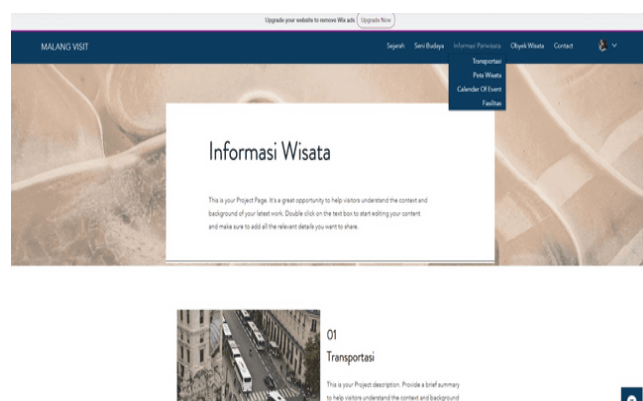 Upgrade your website to remove Wix ads Upgrade Now
MALANG VISIT Sejarah Seni Budaya Informasi Pariwisata Obyek Wisata Contact
Transportasi
Peta Wisata
Calender Of Event
Fasilitas
Informasi Wisata
This is your Project Page. It's a great opportunity to help visitors understand the context and
background of your latest work. Double click on the text box to start editing your content
and make sure to add all the relevant details you want to share.
01
Transportasi
This is your Project description. Provide a brief summary
to help visitors understand the context and background